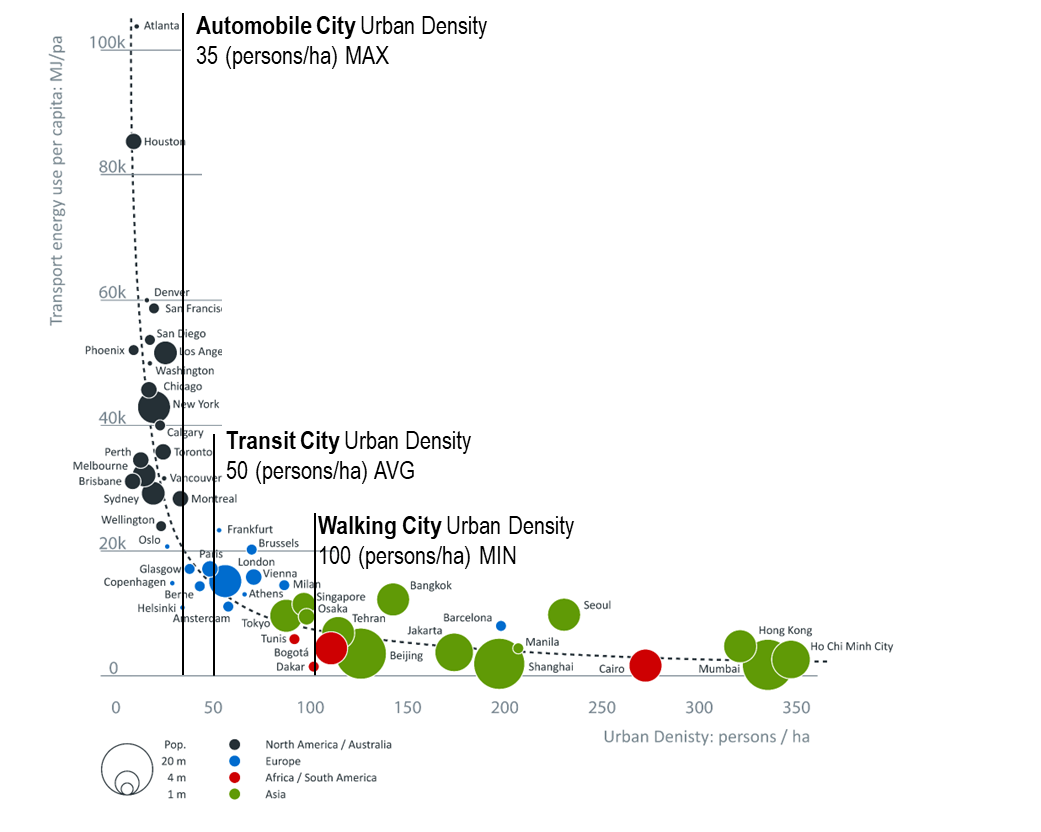 Automobile City Urban Density
35 (persons/ha) MAX
Transport energy use per capita: MJ/pa
Atlanta
100k
Houston
80k
60k
Denver
San Francisc
San Diego
Phoenix
Los Ange
Washington
Chicago
New York
40k
Calgary
Transit City Urban Density
50 (persons/ha) AVG
Perth
Toronto
Melbourne
Brisbane
Vancouver
Sydney
Montreal
Walking City Urban Density
100 (persons/ha) MIN
Wellington
Frankfurt
Oslo
20k
Brussels
Paris
London
Glasgow
Vienna
Copenhagen
Milan
Bangkok
Berne
Athens
Singapore
Helsinki
Osaka
Seoul
Amsterdam
Tokyo
Tehran
Barcelona
Tunis
Jakarta
Manila
Hong Kong
Bogotá
Beijing
Ho Chi Minh City
Dakar
Shanghai
Cairo
Mumbai
0
0 50 100 150 200 250 300 350
Urban Denisty: persons / ha
Pop.
20 m
4 m
1 m
North America / Australia
Europe
Africa / South America
Asia